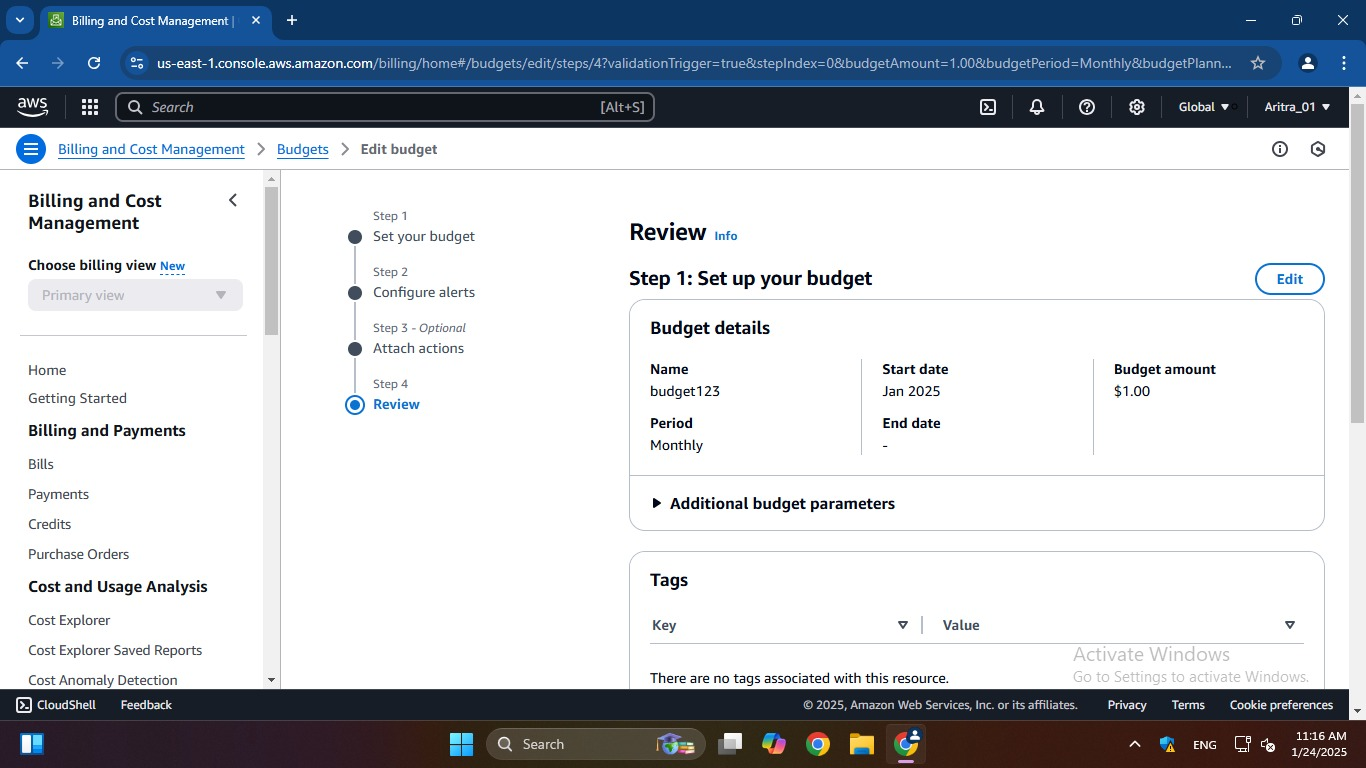 Billing and Cost Management |
us-east-1.console.aws.amazon.com/billing/home#/budgets/edit/steps/4?validationTrigger=true&stepIndex=0&budgetAmount=1.00&budgetPeriod=Monthly&budgetPlann...
aws
Search [Alt+S]
Global
Aritra_01
Billing and Cost Management
Budgets
Edit budget
Billing and Cost
Management
Choose billing view New
Primary view
Home
Getting Started
Billing and Payments
Bills
Payments
Credits
Purchase Orders
Cost and Usage Analysis
Cost Explorer
Cost Explorer Saved Reports
Cost Anomaly Detection
Step 1
Set your budget
Step 2
Configure alerts
Step 3 - Optional
Attach actions
Step 4
Review
Review Info
Step 1: Set up your budget
Edit
Budget details
Name
budget123
Period
Monthly
Start date
Jan 2025
End date
-
Budget amount
$1.00
Additional budget parameters
Tags
Key
Value
There are no tags associated with this resource.
Activate Windows
Go to Settings to activate Windows.
CloudShell
Feedback
© 2025, Amazon Web Services, Inc. or its affiliates.
Privacy
Terms
Cookie preferences
Search
ENG
11:16 AM
1/24/2025